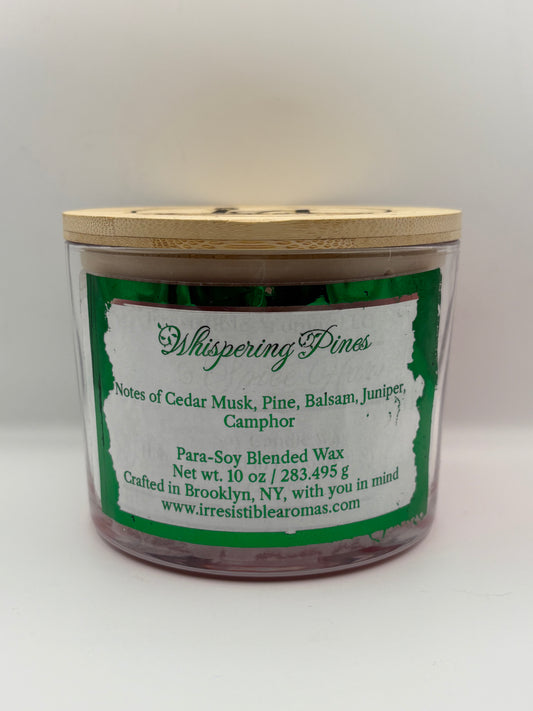 Whispering Pines
Notes of Cedar Musk, Pine, Balsam, Juniper,
Camphor
Para-Soy Blended Wax
Net wt. 10 oz / 283.495 g
Crafted in Brooklyn, NY, with you in mind
www.irresistiblearomas.com